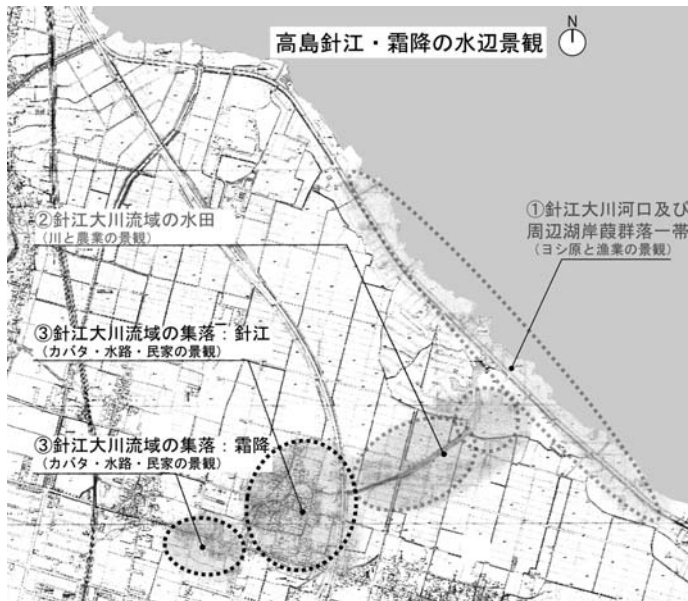 高島針江・霜降の水辺景観
N
①針江大川河口及び
周辺湖岸葭群落一帯
(ヨシ原と漁業の景観)
②針江大川流域の水田
(川と農業の景観)
③針江大川流域の集落：針江
(カバタ・水路・民家の景観)
③針江大川流域の集落：霜降
(カバタ・水路・民家の景観)